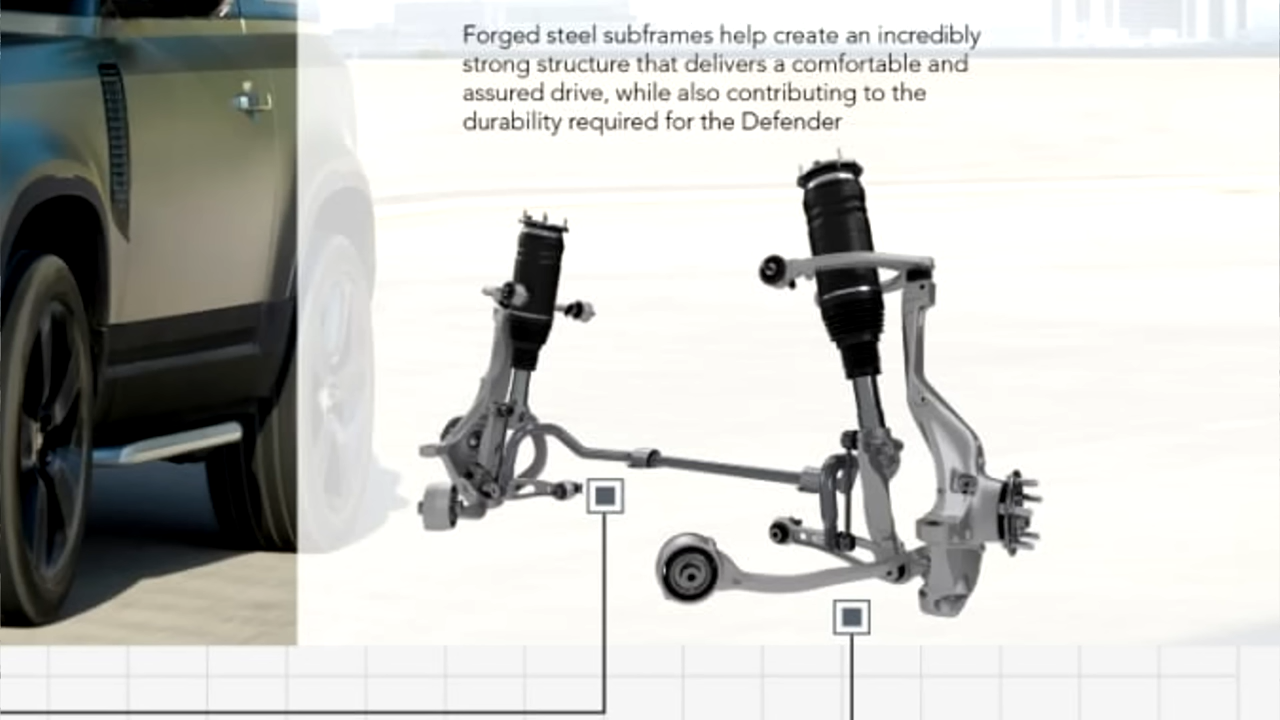 Forged steel subframes help create an incredibly
strong structure that delivers a comfortable and
assured drive, while also contributing to the
durability required for the Defender